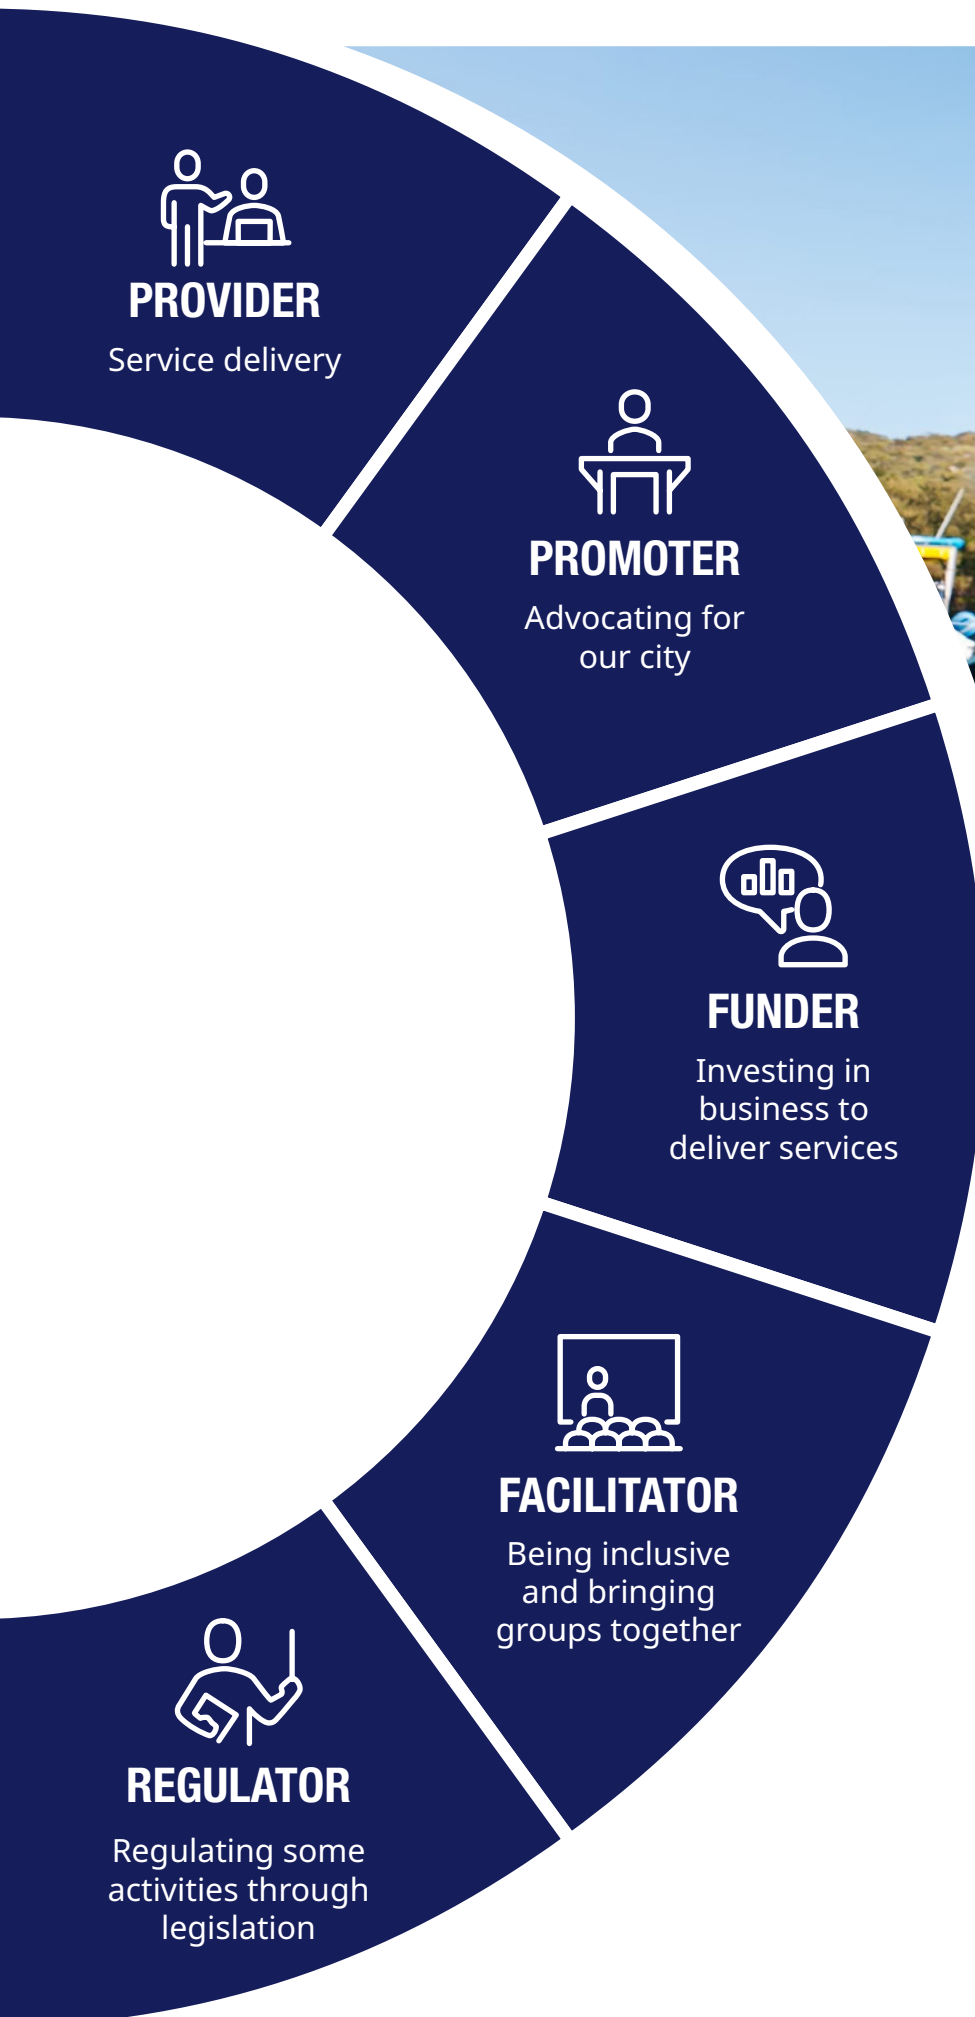 PROVIDER
Service delivery
PROMOTER
Advocating for
our city
FUNDER
Investing in
business to
deliver services
FACILITATOR
Being inclusive
and bringing
groups together
REGULATOR
Regulating some
activities through
legislation